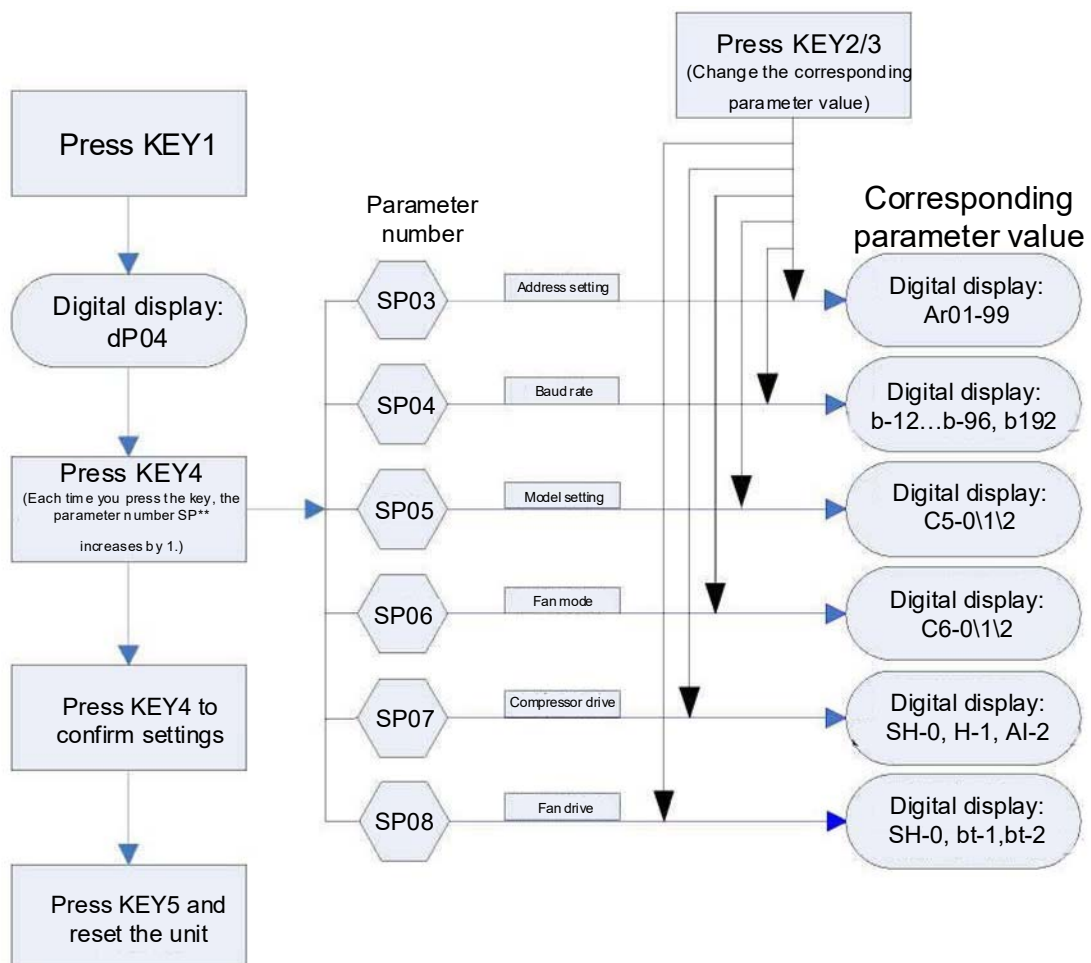 Press KEY2/3
(Change the corresponding
parameter value)
Press KEY1
Digital display:
dP04
Press KEY4
(Each time you press the key, the
parameter number SP**
increases by 1.)
Press KEY4 to
confirm settings
Press KEY5 and
reset the unit
Parameter
number
Corresponding
parameter value
SP03
Address setting
Digital display:
Ar01-99
SP04
Baud rate
Digital display:
b-12…b-96, b192
SP05
Model setting
Digital display:
C5-0\1\2
SP06
Fan mode
Digital display:
C6-0\1\2
SP07
Compressor drive
Digital display:
SH-0, H-1, AI-2
SP08
Fan drive
Digital display:
SH-0, bt-1,bt-2